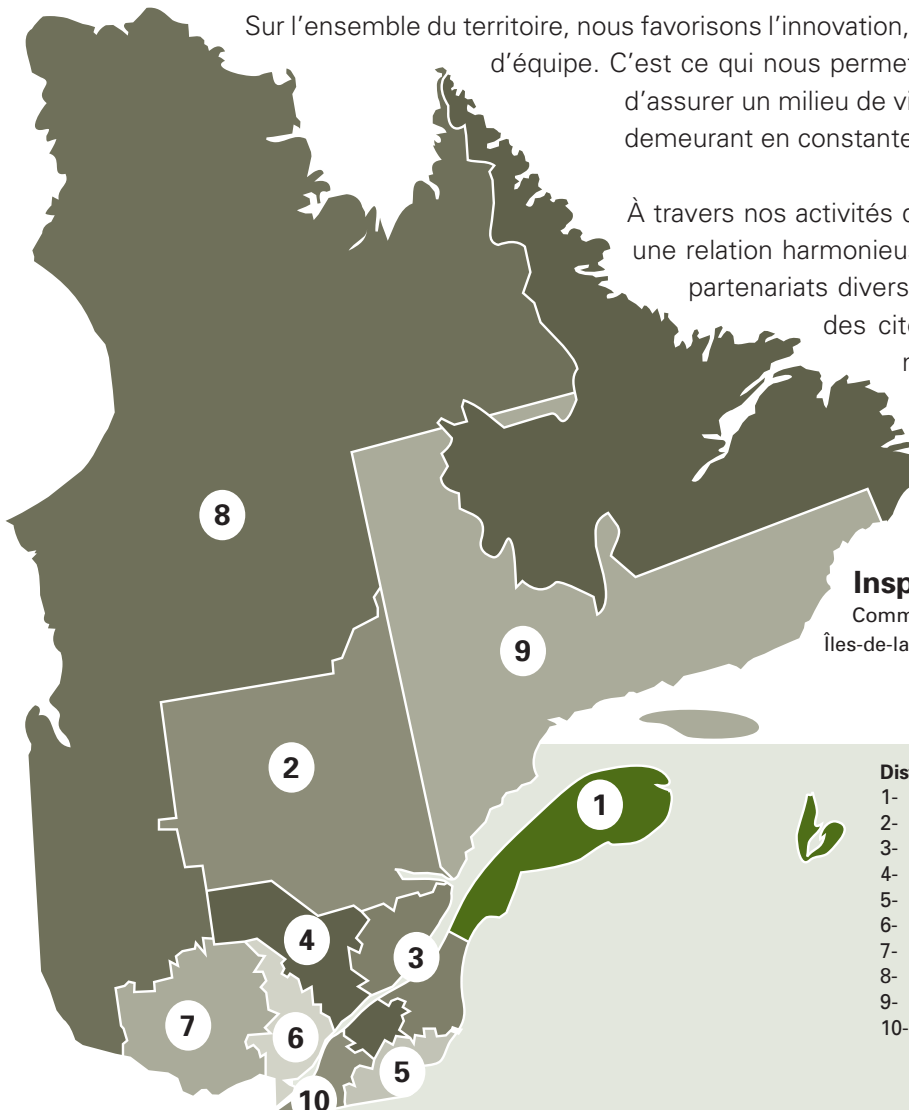 Sur l’ensemble du territoire, nous favorisons l’innovation,
d’équipe. C’est ce qui nous permet
d’assurer un milieu de vi
demeurant en constante
À travers nos activités d
une relation harmonieus
partenariats divers
des cito
8
Insp
Comm
Îles-de-la
9
2
1
Dis
1-
2-
3-
4-
5-
6-
7-
8-
9-
10-
4
3
7
6
5
10